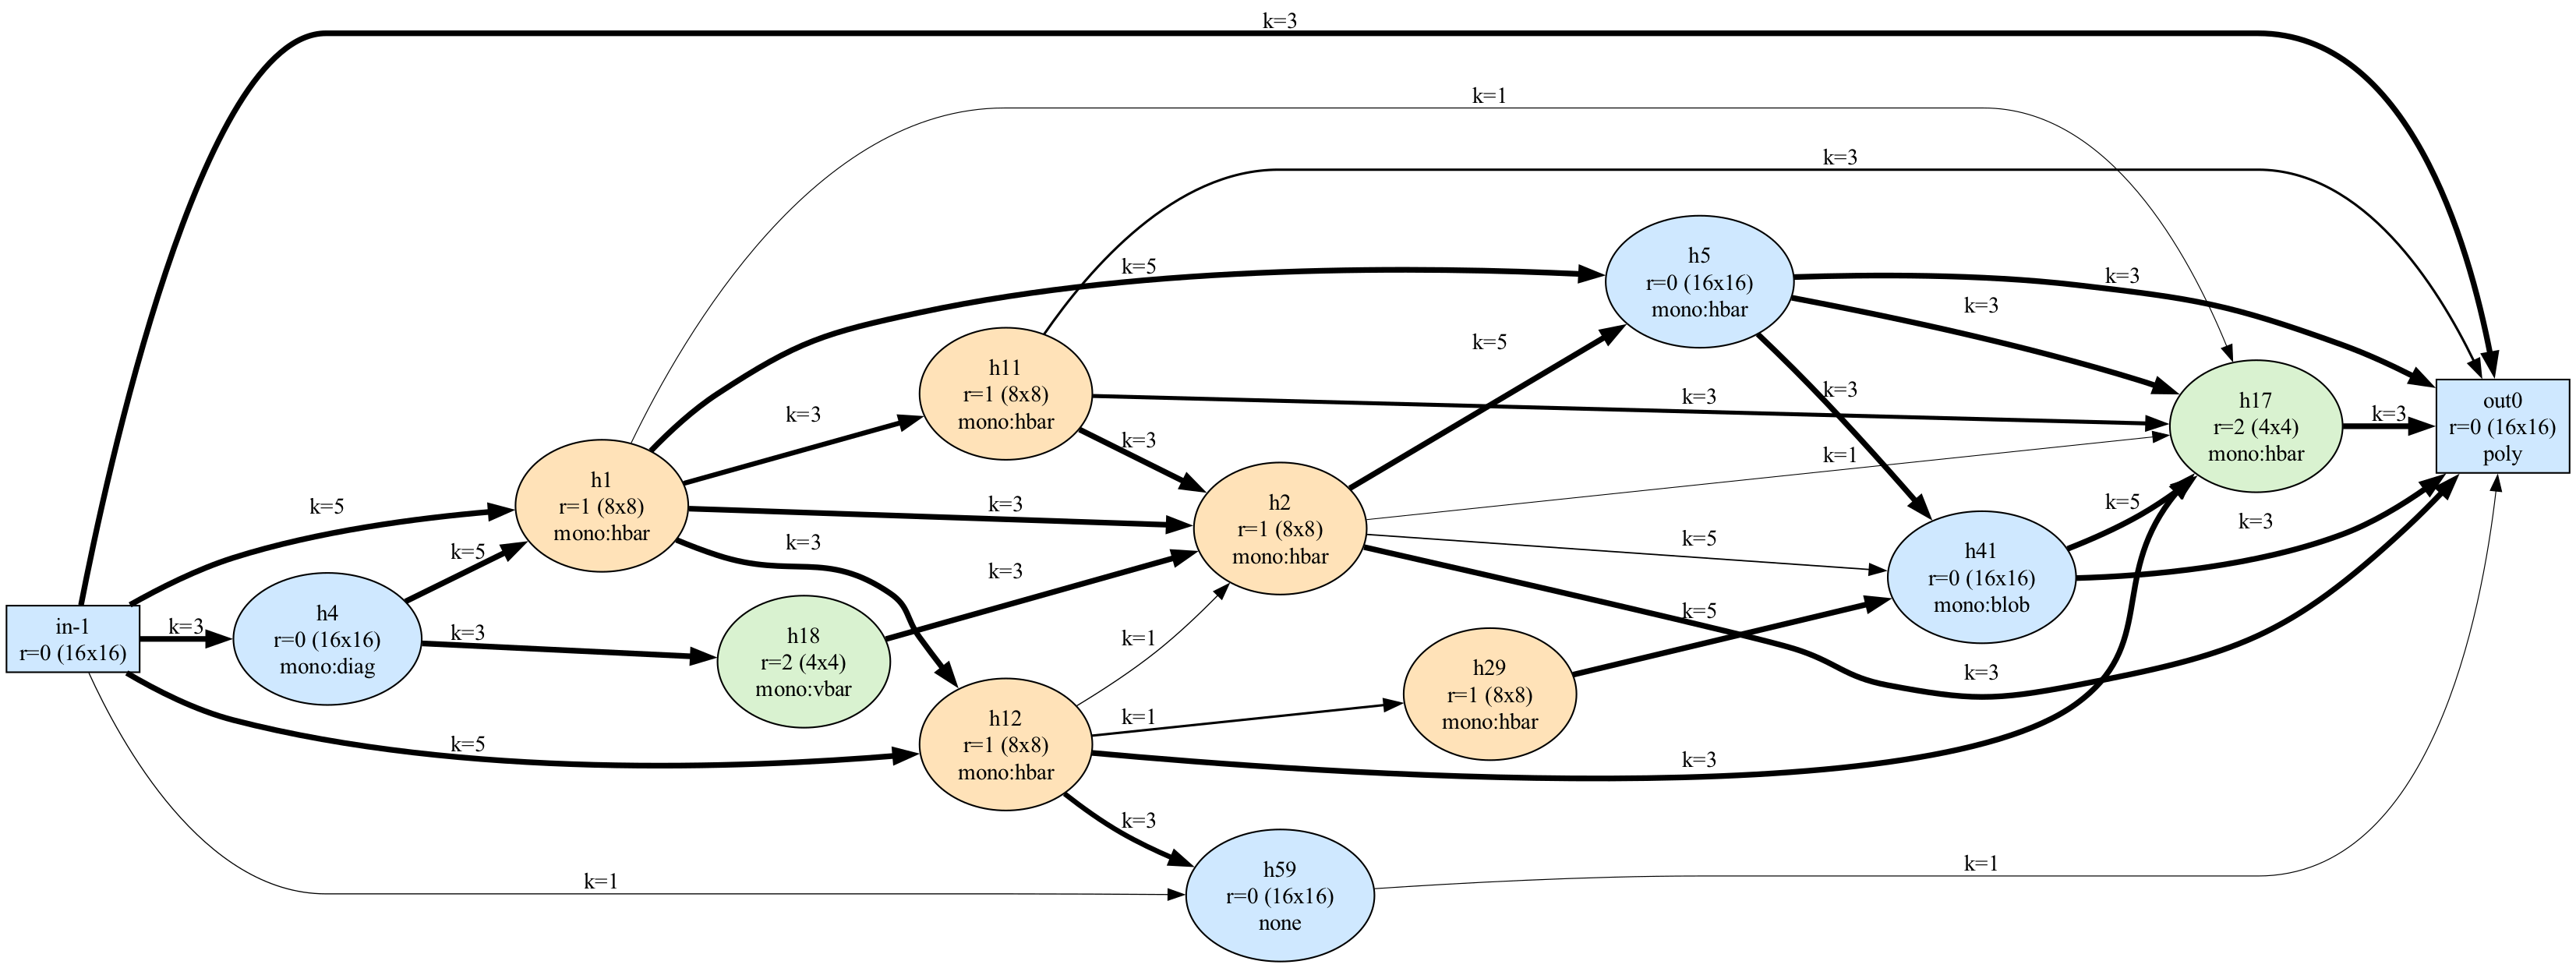 k=3
k=1
k=3
h5
r=0 (16x16)
mono:hbar
k=5
k=3
k=3
k=5
h11
r=1 (8x8)
mono:hbar
k=3
k=3
k=3
k=3
h17
r=2 (4x4)
mono:hbar
k=3
out0
r=0 (16x16)
poly
k=1
h1
r=1 (8x8)
mono:hbar
k=5
k=5
k=3
k=3
h2
r=1 (8x8)
mono:hbar
k=5
k=5
k=3
h41
r=0 (16x16)
mono:blob
k=3
in-1
r=0 (16x16)
k=3
h4
r=0 (16x16)
mono:diag
k=3
h18
r=2 (4x4)
mono:vbar
k=1
k=5
k=3
h29
r=1 (8x8)
mono:hbar
k=5
h12
r=1 (8x8)
mono:hbar
k=1
k=3
k=3
h59
r=0 (16x16)
none
k=1
k=1